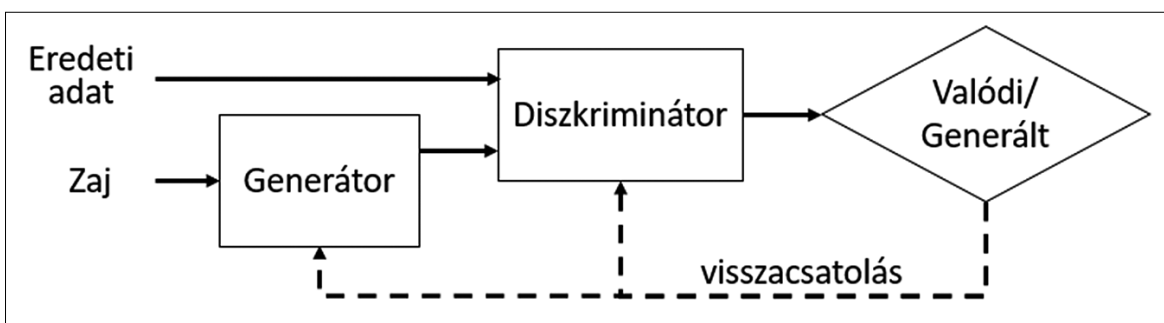 Eredeti
adat
Diszkriminátor
Valódi/
Generált
Zaj
Generátor
visszacsatolás